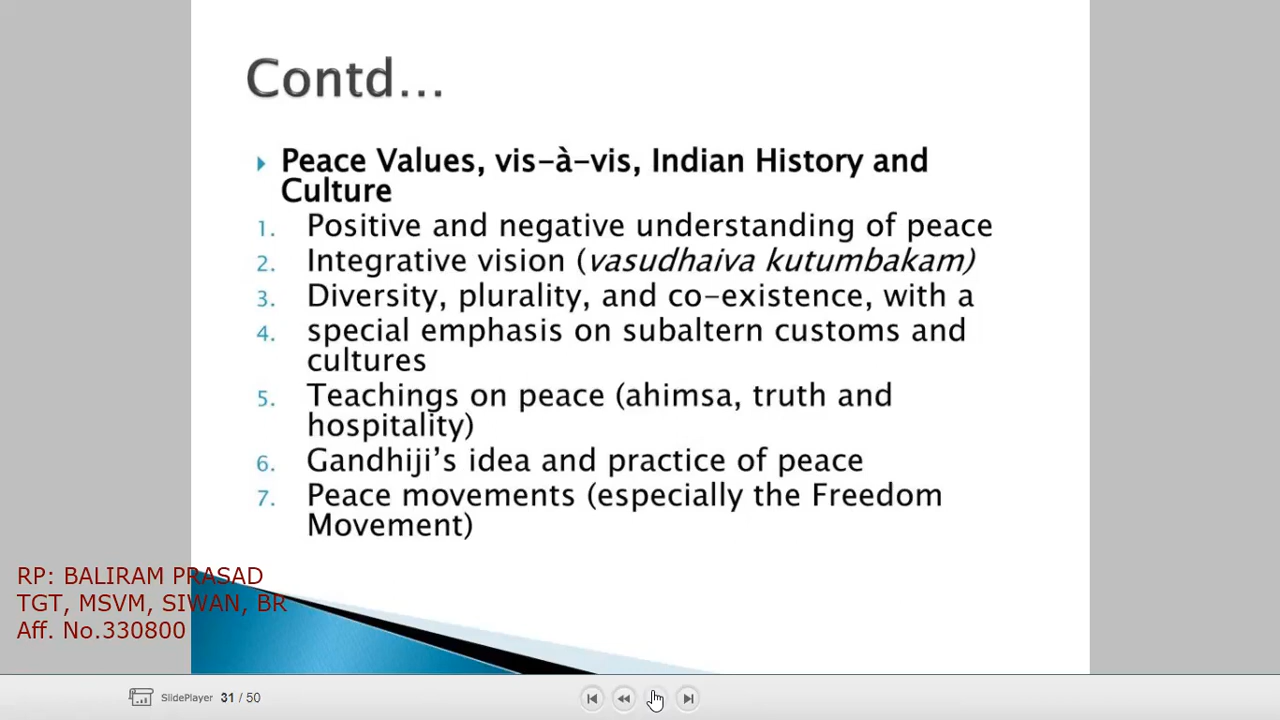 Contd...
Peace Values, vis-à-vis, Indian History and
Culture
1. Positive and negative understanding of peace
2. Integrative vision (vasudhaiva kutumbakam)
3. Diversity, plurality, and co-existence, with a
4. special emphasis on subaltern customs and
cultures
5. Teachings on peace (ahimsa, truth and
hospitality)
6. Gandhiji's idea and practice of peace
7. Peace movements (especially the Freedom
Movement)
RP: BALIRAM PRASAD
TGT, MSVM, SIWAN, BR
Aff. No.330800
SlidePlayer 31 / 50